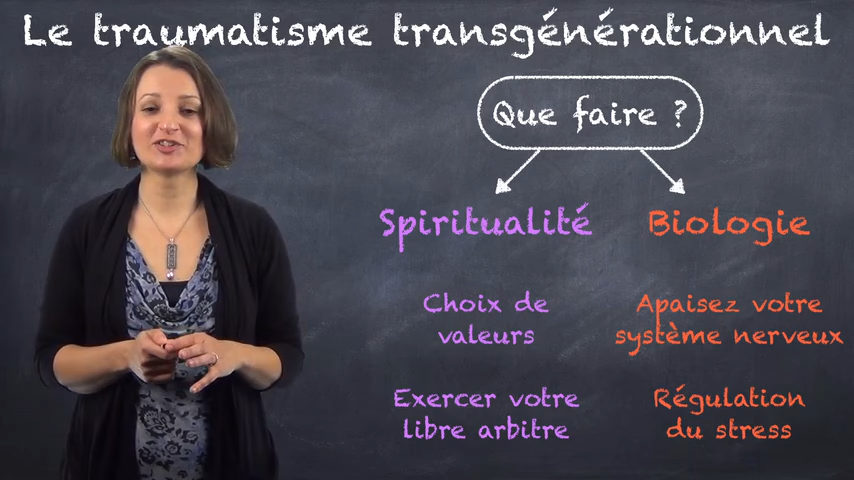 Le traumatisme transgénérationnel
Que faire ?
Spiritualité
Choix de
valeurs
Exercer votre
libre arbitre
Biologie
Apaisez votre
système nerveux
Régulation
du stress